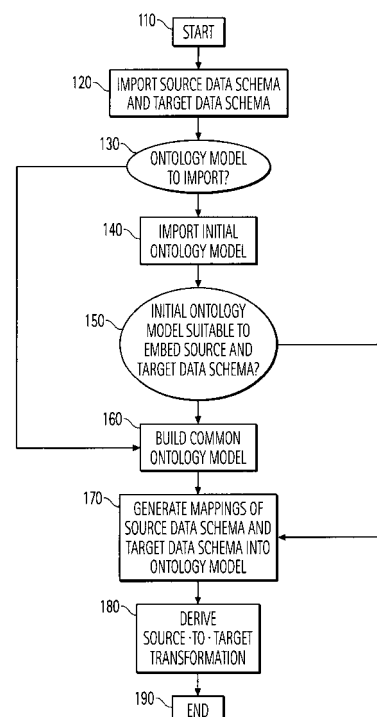 110
START
120
IMPORT SOURCE DATA SCHEMA
AND TARGET DATA SCHEMA
130
ONTOLOGY MODEL
TO IMPORT?
140
IMPORT INITIAL
ONTOLOGY MODEL
150
INITIAL ONTOLOGY
MODEL SUITABLE TO
EMBED SOURCE AND
TARGET DATA SCHEMA?
160
BUILD COMMON
ONTOLOGY MODEL
170
GENERATE MAPPINGS OF
SOURCE DATA SCHEMA AND
TARGET DATA SCHEMA INTO
ONTOLOGY MODEL
180
DERIVE
SOURCE·TO·TARGET
TRANSFORMATION
190
END